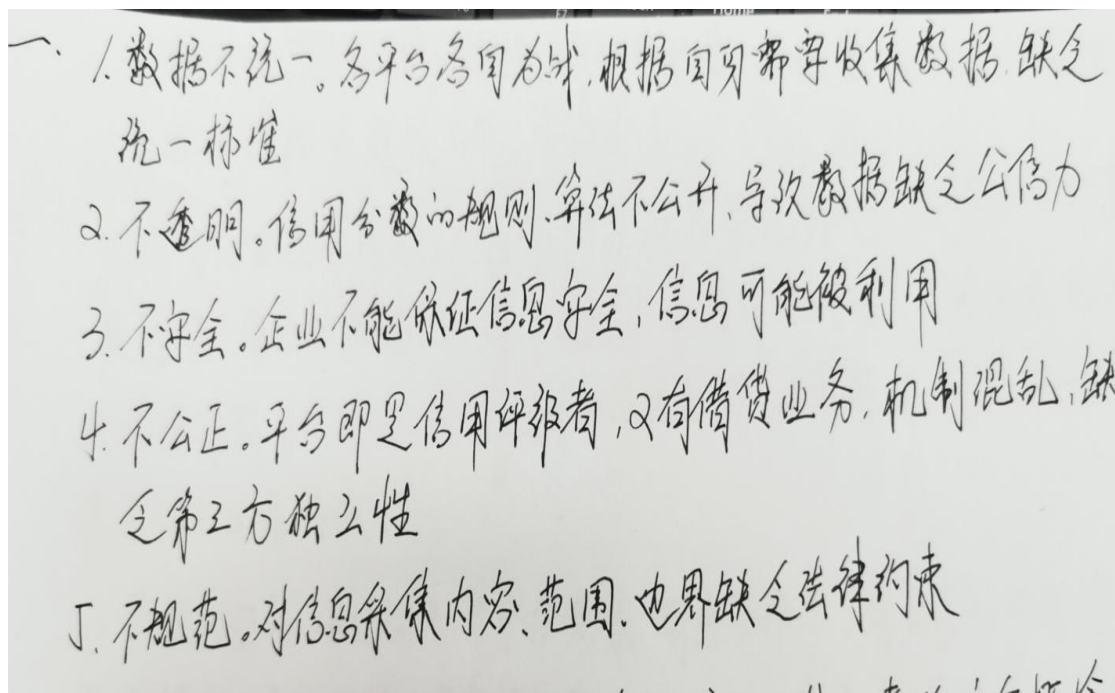 一、1.数据不统一。各平台各自为战,根据自身需要收集数据,缺乏
统一标准
2.不透明。信用分数的规则、算法不公开,导致数据缺乏公信力
3.不安全。企业不能保证信息安全,信息可能被利用
4.不公正。平台即是信用评级者,又有借贷业务,机制混乱,缺
乏第三方独立性
5.不规范。对信息采集内容、范围、边界缺乏法律约束